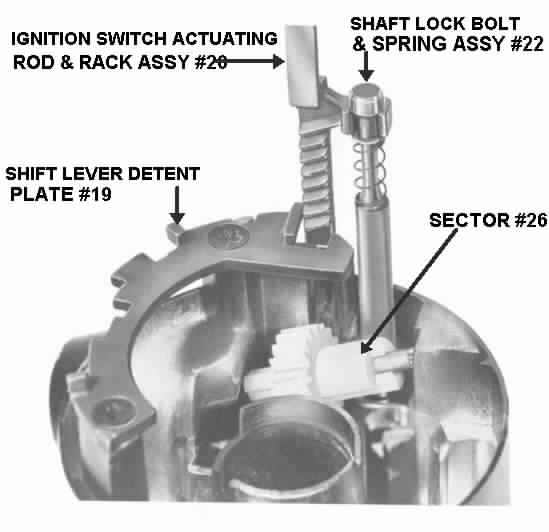 SHAFT LOCK BOLT
& SPRING ASSY #22
IGNITION SWITCH ACTUATING
ROD & RACK ASSY #20
SHIFT LEVER DETENT
PLATE #19
SECTOR #26